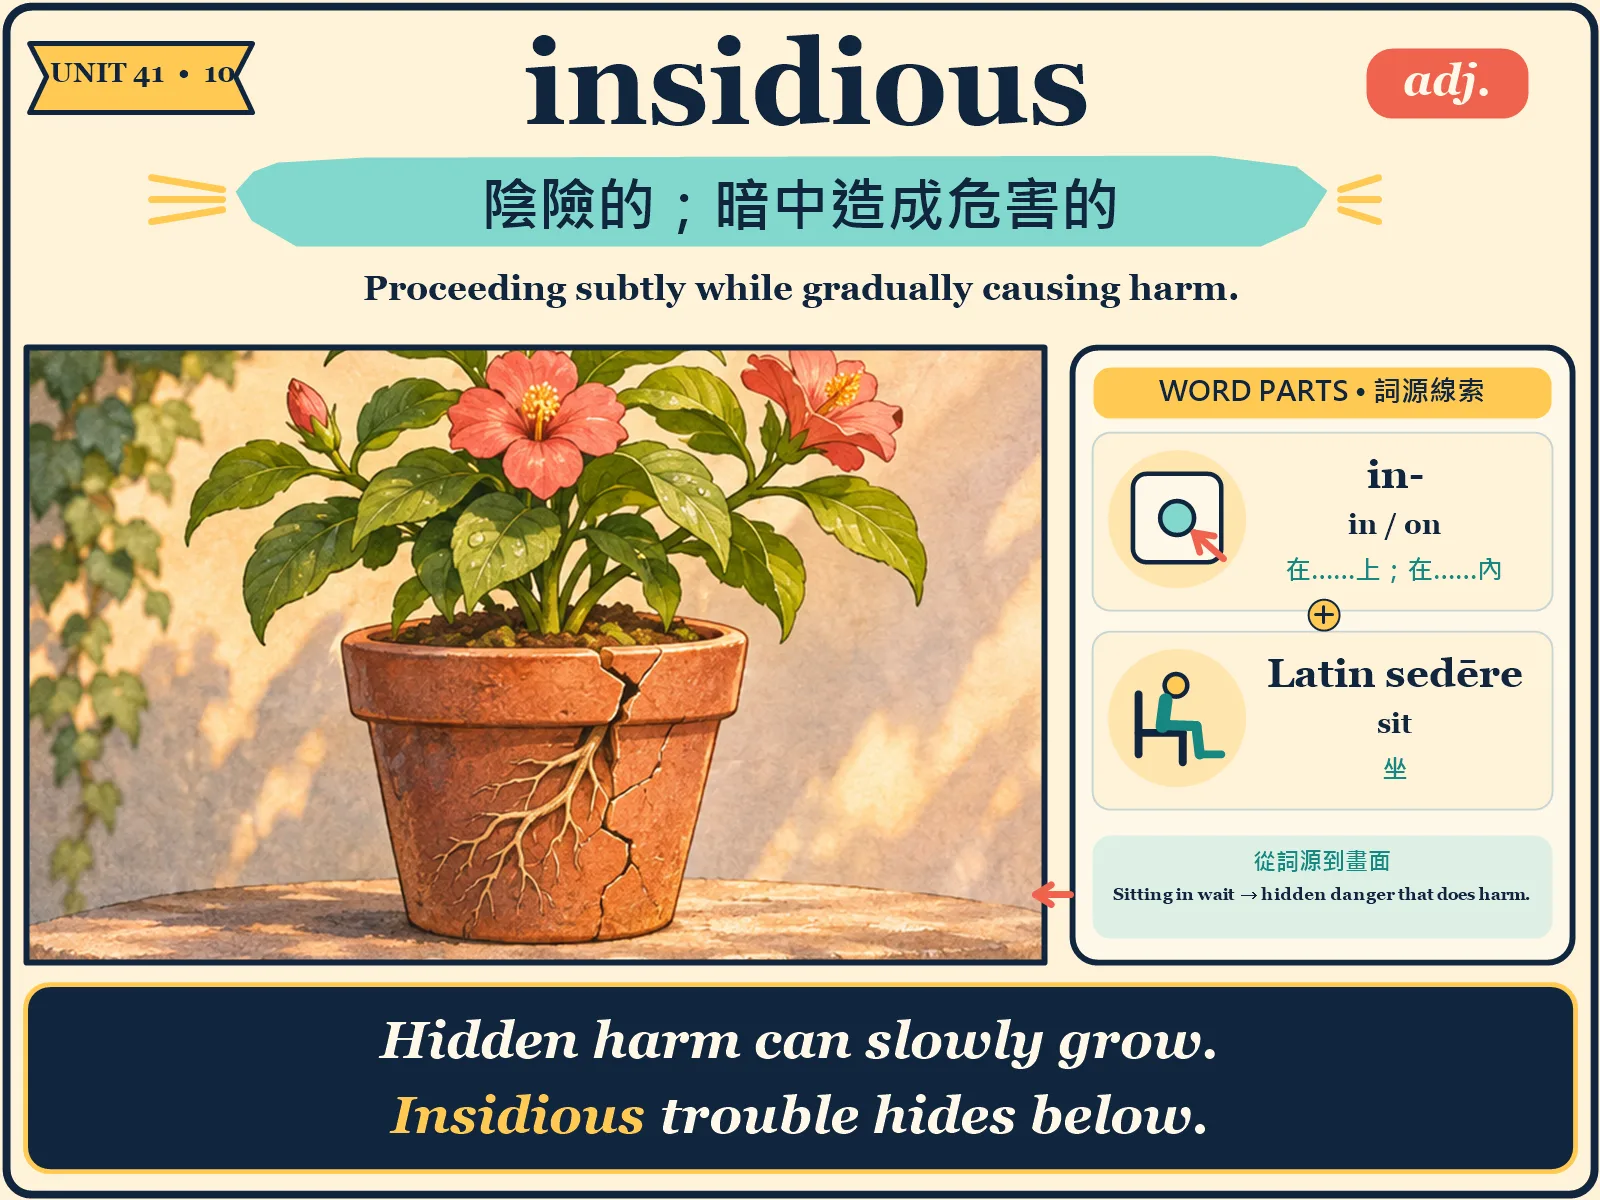 UNIT 41 • 10
insidious
adj.
陰險的；暗中造成危害的
Proceeding subtly while gradually causing harm.
WORD PARTS • 詞源線索
in-
in / on
在……上；在……內
+
Latin sedēre
sit
坐
從詞源到畫面
Sitting in wait → hidden danger that does harm.
Hidden harm can slowly grow.
Insidious trouble hides below.